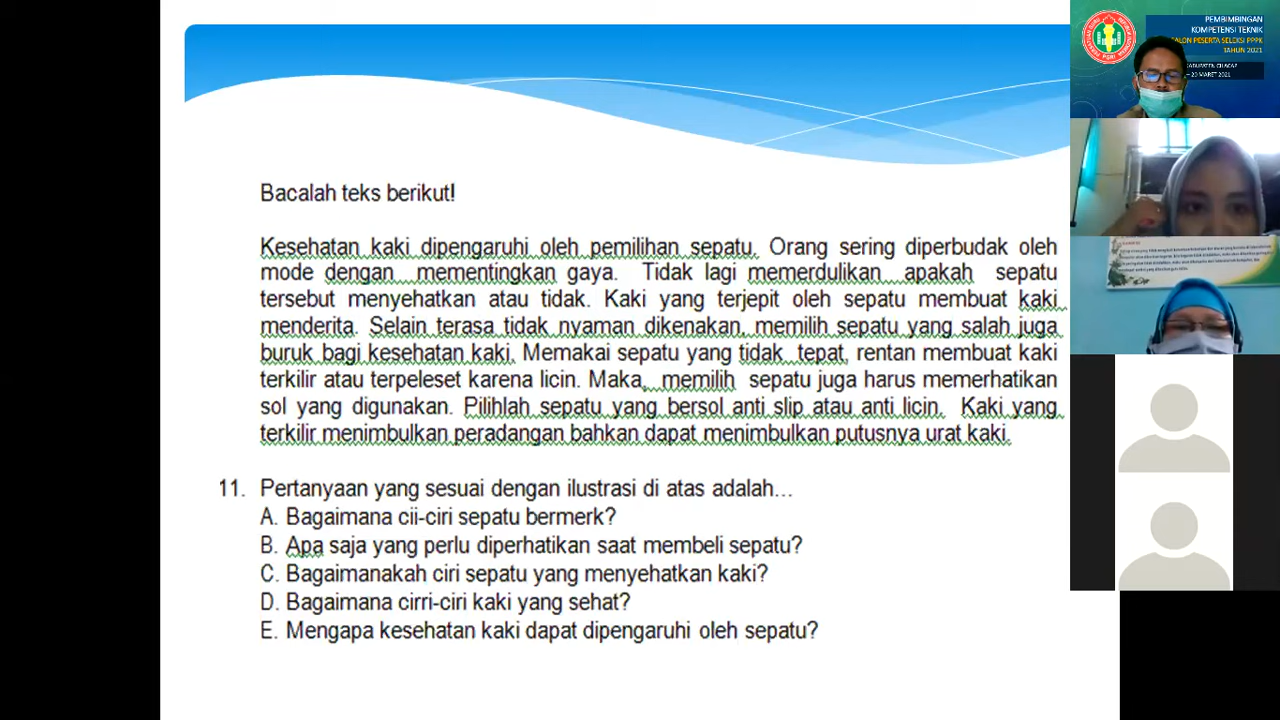 Bacalah teks berikut!
Kesehatan kaki dipengaruhi oleh pemilihan sepatu. Orang sering diperbudak oleh
mode dengan mementingkan gaya. Tidak lagi memerdulikan apakah sepatu
tersebut menyehatkan atau tidak. Kaki yang terjepit oleh sepatu membuat kaki
menderita. Selain terasa tidak nyaman dikenakan, memilih sepatu yang salah juga
buruk bagi kesehatan kaki. Memakai sepatu yang tidak tepat, rentan membuat kaki
terkilir atau terpeleset karena licin. Maka, memilih sepatu juga harus memerhatikan
sol yang digunakan. Pilihlah sepatu yang bersol anti slip atau anti licin. Kaki yang
terkilir menimbulkan peradangan bahkan dapat menimbulkan putusnya urat kaki.
11. Pertanyaan yang sesuai dengan ilustrasi di atas adalah...
A. Bagaimana cii-ciri sepatu bermerk?
B. Apa saja yang perlu diperhatikan saat membeli sepatu?
C. Bagaimanakah ciri sepatu yang menyehatkan kaki?
D. Bagaimana cirri-ciri kaki yang sehat?
E. Mengapa kesehatan kaki dapat dipengaruhi oleh sepatu?
PEMBIMBINGAN
KOMPETENSI TEKNIK
CALON PESERTA SELEKSI PPPK
TAHUN 2021
KABUPATEN CILACAP
20 MARET 2021
PGRI